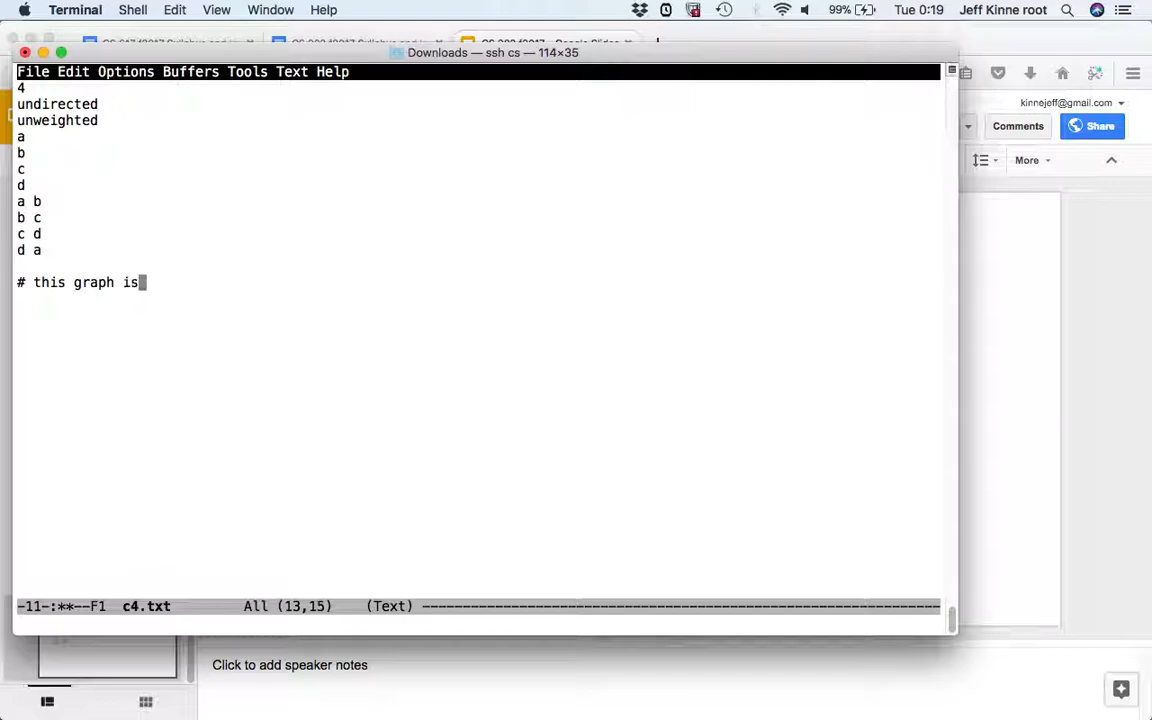 Terminal Shell Edit View Window Help 99% Tue 0:19 Jeff Kinne root
Downloads — ssh cs — 114×35
File Edit Options Buffers Tools Text Help
4
undirected
unweighted
a
b
c
d
a b
b c
c d
d a
# this graph is
-11-:**--F1 c4.txt All (13,15) (Text) ----------------------------------------------------------------
kinnejeff@gmail.com
Comments Share
More
Click to add speaker notes